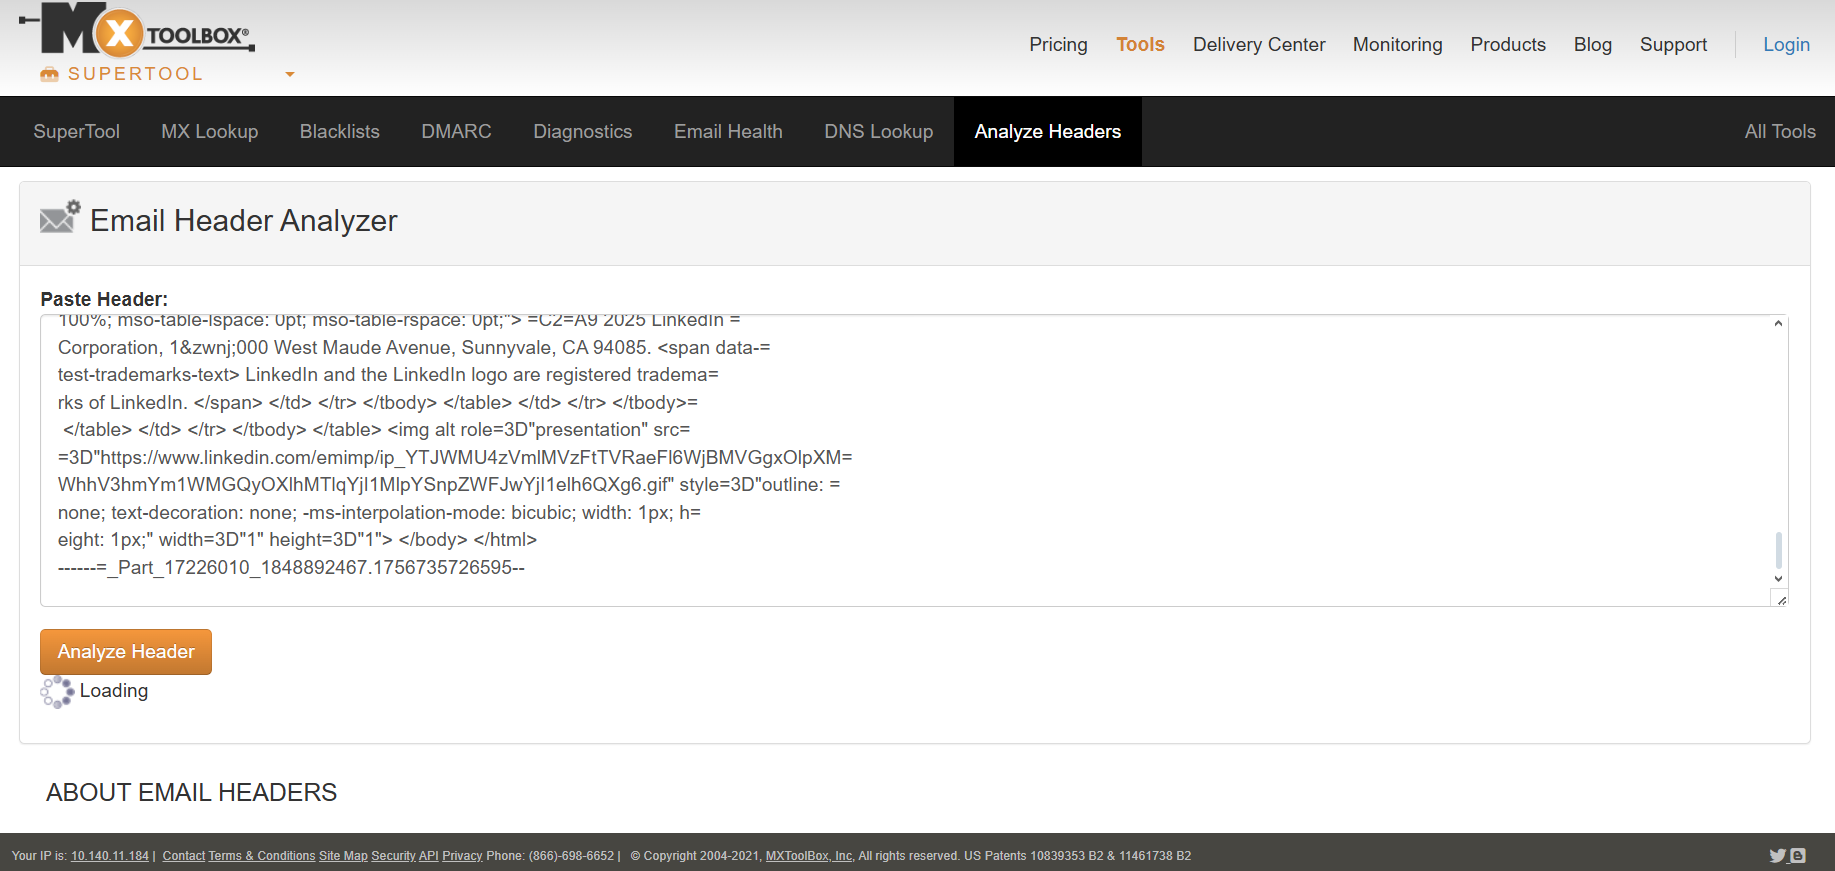 MX TOOLBOX®
SUPERTOOL
Pricing Tools Delivery Center Monitoring Products Blog Support Login
SuperTool MX Lookup Blacklists DMARC Diagnostics Email Health DNS Lookup Analyze Headers All Tools
Email Header Analyzer
Paste Header:
100%; mso-table-lspace: 0pt; mso-table-rspace: 0pt;"> =C2=A9 2025 LinkedIn =
Corporation, 1&zwnj;000 West Maude Avenue, Sunnyvale, CA 94085. <span data-=
test-trademarks-text> LinkedIn and the LinkedIn logo are registered tradema=
rks of LinkedIn. </span> </td> </tr> </tbody> </table> </td> </tr> </tbody>=
</table> </td> </tr> </tbody> </table> <img alt role=3D"presentation" src=
=3D"https://www.linkedin.com/emimp/ip_YTJWMU4zVmlMVzFtTVRaeFl6WjBMVGgxOlpXM=
WhhV3hmYm1WMGQyOXlhMTlqYjI1MlpYSnpZWFJwYjI1elh6QXg6.gif" style=3D"outline: =
none; text-decoration: none; -ms-interpolation-mode: bicubic; width: 1px; h=
eight: 1px;" width=3D"1" height=3D"1"> </body> </html>
------=_Part_17226010_1848892467.1756735726595--
Analyze Header
Loading
ABOUT EMAIL HEADERS
Your IP is: 10.140.11.184 | Contact Terms & Conditions Site Map Security API Privacy Phone: (866)-698-6652 | © Copyright 2004-2021, MXToolBox, Inc, All rights reserved. US Patents 10839353 B2 & 11461738 B2